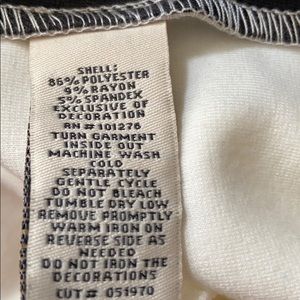 SHELL:
86% POLYESTER
9% RAYON
5% SPANDEX
EXCLUSIVE OF
DECORATION
RN # 101276
TURN GARMENT
INSIDE OUT
MACHINE WASH
COLD
SEPARATELY
GENTLE CYCLE
DO NOT BLEACH
TUMBLE DRY LOW
REMOVE PROMPTLY
WARM IRON ON
REVERSE SIDE AS
NEEDED
DO NOT IRON THE
DECORATIONS
CUT # 051970